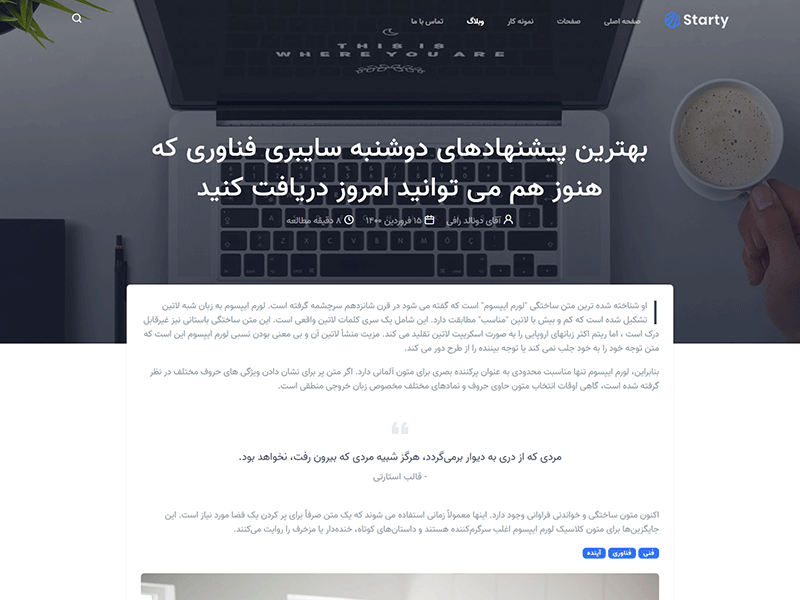 Starty
صفحه اصلی
صفحات
نمونه کار
وبلاگ
تماس با ما
THIS IS
WHERE YOU ARE
بهترین پیشنهادهای دوشنبه سایبری فناوری که
هنوز هم می توانید امروز دریافت کنید
آقای دونالد رافی
۱۵ فروردین ۱۴۰۰
۸ دقیقه مطالعه
او شناخته شده ترین متن ساختگی "لورم ایپسوم" است که گفته می شود در قرن شانزدهم سرچشمه گرفته است. لورم ایپسوم به زبان شبه لاتین
تشکیل شده است که کم و بیش با لاتین "مناسب" مطابقت دارد. این شامل یک سری کلمات لاتین واقعی است. این متن ساختگی باستانی نیز غیرقابل
درک است ، اما ریتم اکثر زبانهای اروپایی را به صورت اسکریپت لاتین تقلید می کند. مزیت منشأ لاتین آن و بی معنی بودن نسبی لورم ایپسوم این است که
متن توجه خود را به خود جلب نمی کند یا توجه بیننده را از طرح دور می کند.
بنابراین، لورم ایپسوم تنها مناسبت محدودی به عنوان پرکننده بصری برای متون آلمانی دارد. اگر متن پر برای نشان دادن ویژگی های حروف مختلف در نظر
گرفته شده است، گاهی اوقات انتخاب متون حاوی حروف و نمادهای مختلف مخصوص زبان خروجی منطقی است.
مردی که از دری به دیوار برمی‌گردد، هرگز شبیه مردی که بیرون رفت، نخواهد بود.
- قالب استارتی
اکنون متون ساختگی و خواندنی فراوانی وجود دارد. اینها معمولاً زمانی استفاده می شوند که یک متن صرفاً برای پر کردن یک فضا مورد نیاز است. این
جایگزین‌ها برای متون کلاسیک لورم ایپسوم اغلب سرگرم‌کننده هستند و داستان‌های کوتاه، خنده‌دار یا مزخرف را روایت می‌کنند.
فنی
فناوری
آینده